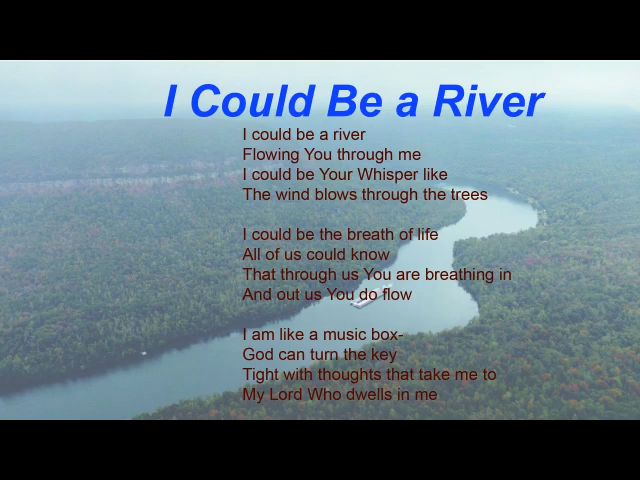 I Could Be a River
I could be a river
Flowing You through me
I could be Your Whisper like
The wind blows through the trees
I could be the breath of life
All of us could know
That through us You are breathing in
And out us You do flow
I am like a music box-
God can turn the key
Tight with thoughts that take me to
My Lord Who dwells in me